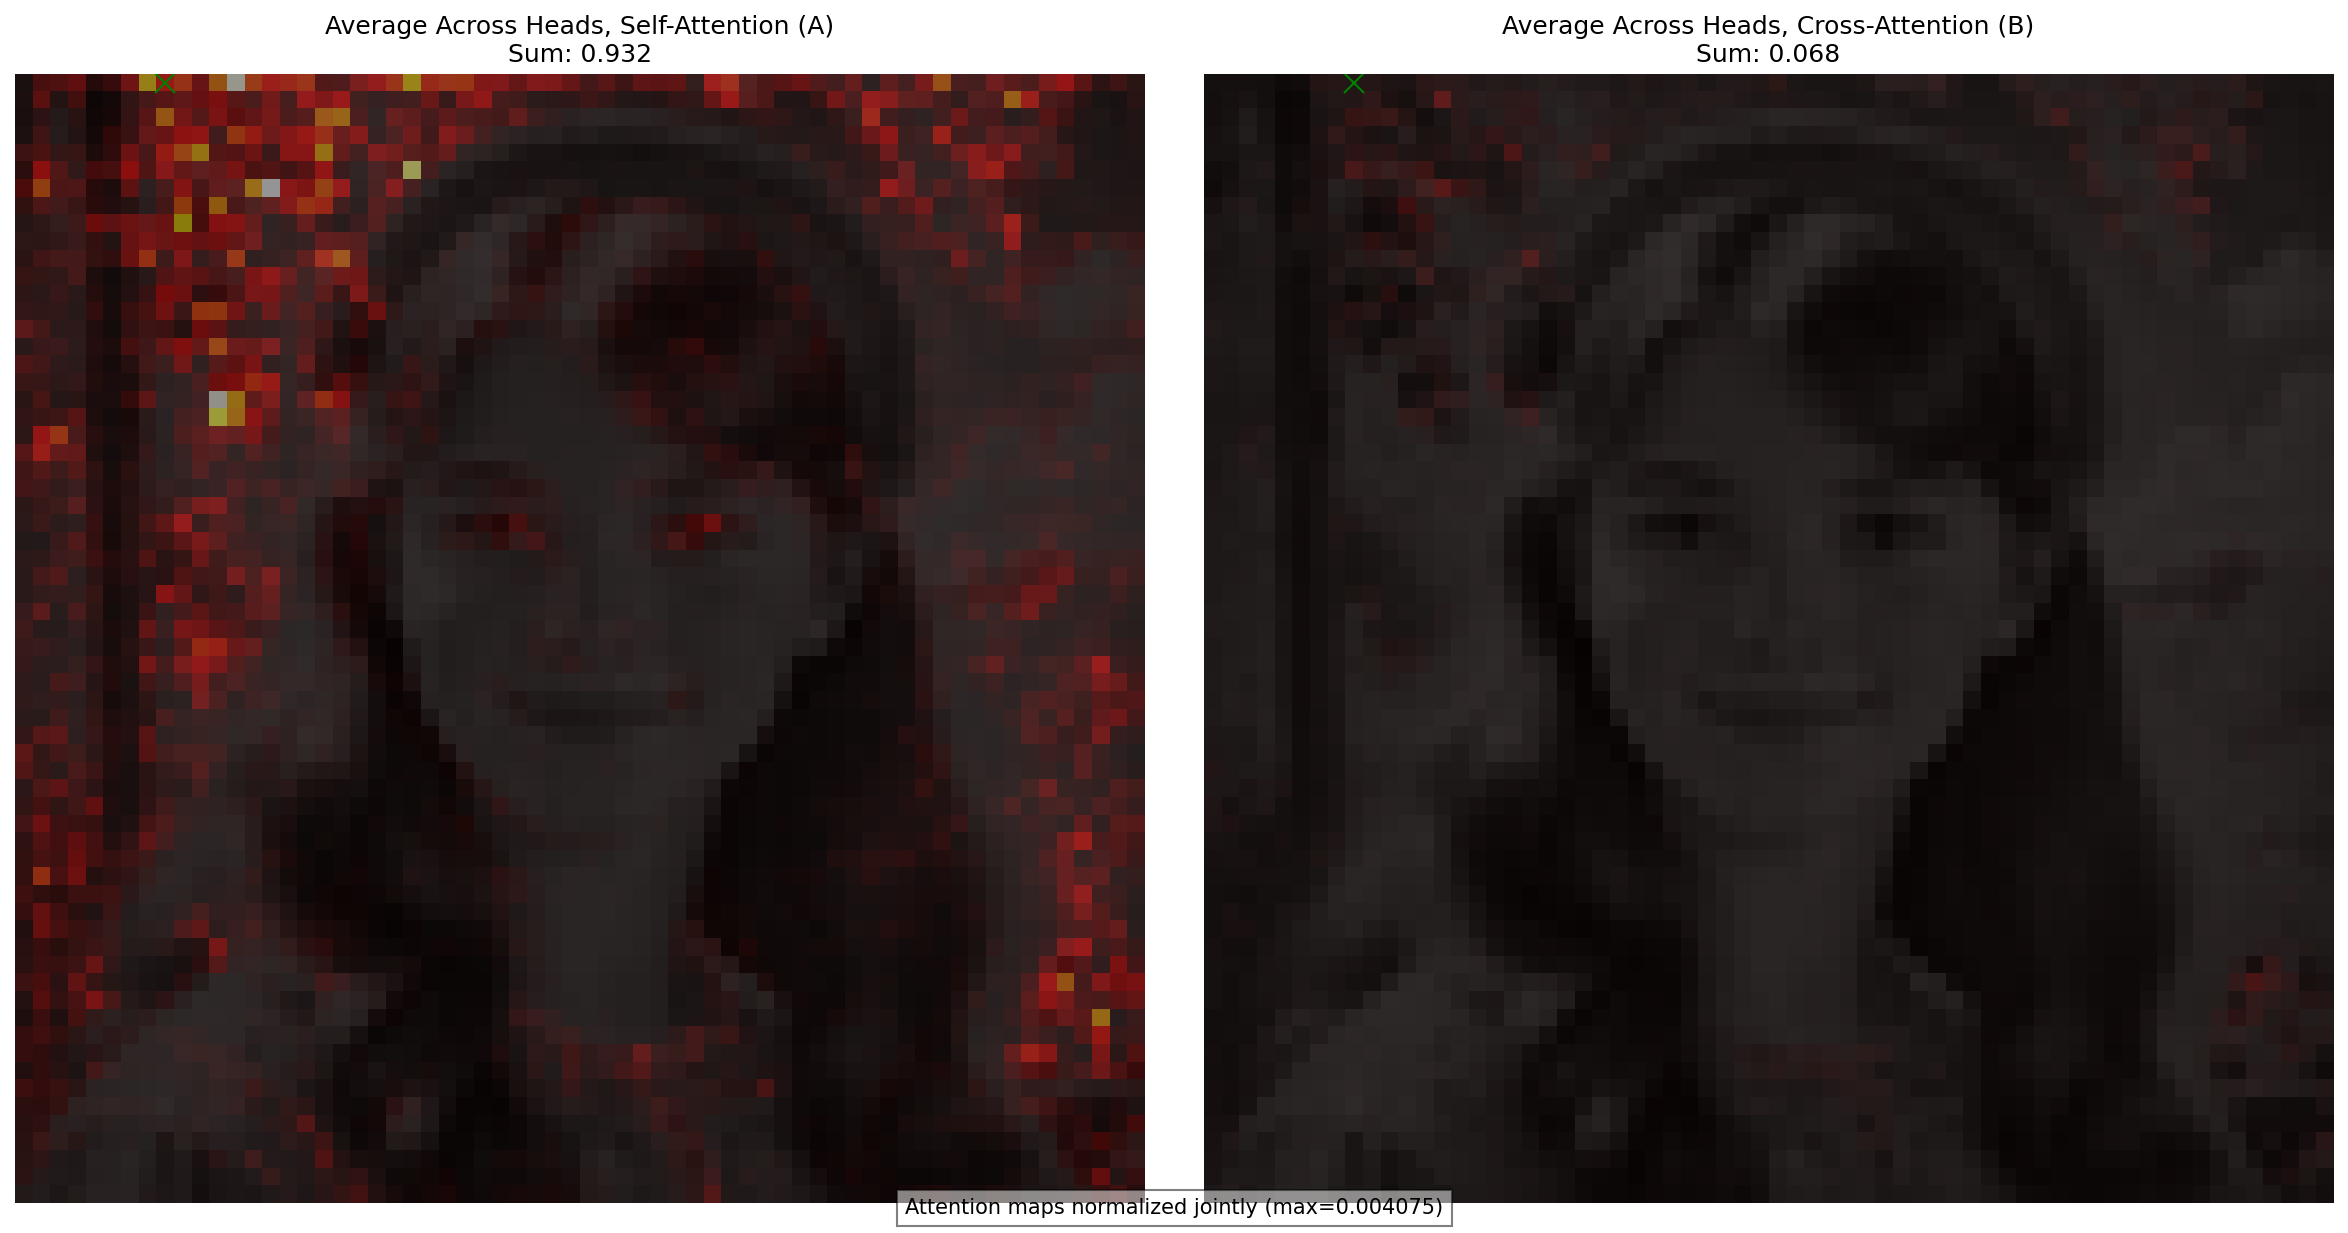 Average Across Heads, Self-Attention (A)
Sum: 0.932
Average Across Heads, Cross-Attention (B)
Sum: 0.068
Attention maps normalized jointly (max=0.004075)